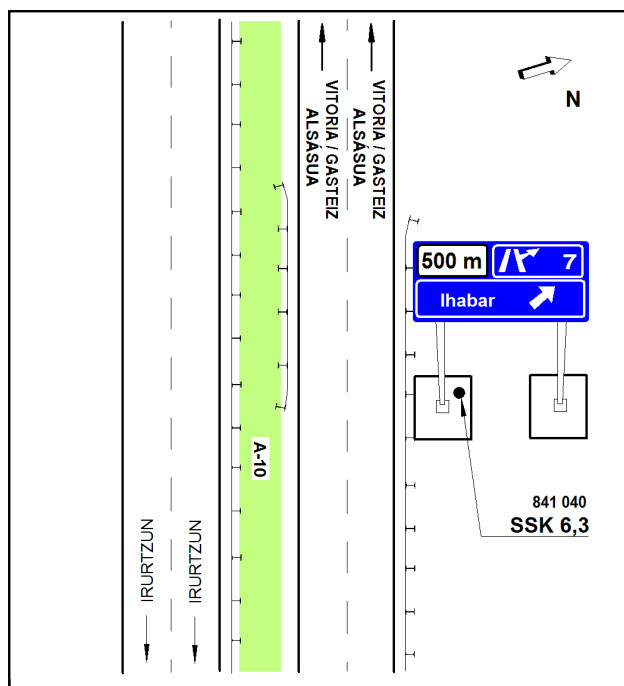 VITORIA / GASTEIZ
ALSÁSUA
VITORIA / GASTEIZ
ALSÁSUA
N
500 m
7
Ihabar
A-10
841 040
SSK 6,3
IRURTZUN
IRURTZUN